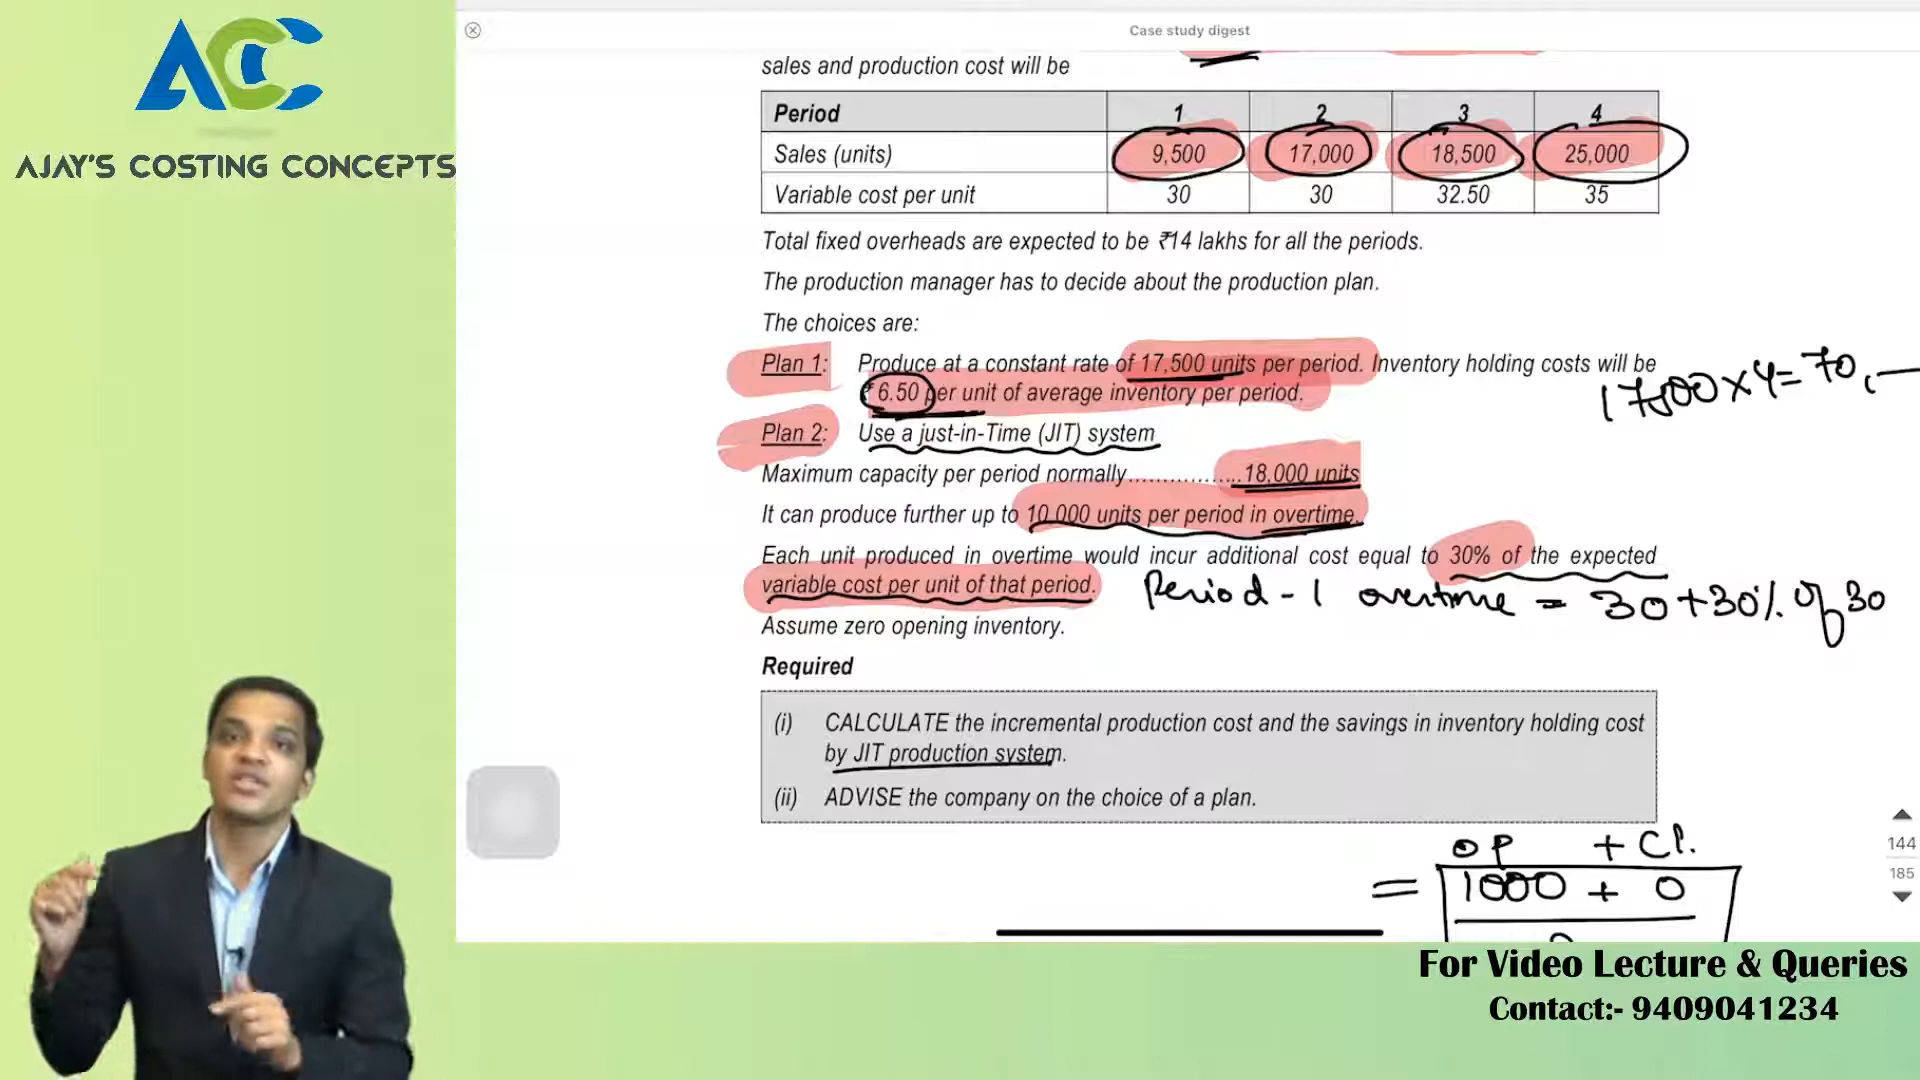 ACC
AJAY'S COSTING CONCEPTS
Case study digest
sales and production cost will be
Period 1 2 3 4
Sales (units) 9,500 17,000 18,500 25,000
Variable cost per unit 30 30 32.50 35
Total fixed overheads are expected to be ₹14 lakhs for all the periods.
The production manager has to decide about the production plan.
The choices are:
Plan 1: Produce at a constant rate of 17,500 units per period. Inventory holding costs will be
₹ 6.50 per unit of average inventory per period.
17500 × 4 = 70,
Plan 2: Use a just-in-Time (JIT) system
Maximum capacity per period normally..................18,000 units
It can produce further up to 10,000 units per period in overtime.
Each unit produced in overtime would incur additional cost equal to 30% of the expected
variable cost per unit of that period.
Period - 1 overtime = 30 + 30% of 30
Assume zero opening inventory.
Required
(i) CALCULATE the incremental production cost and the savings in inventory holding cost
by JIT production system.
(ii) ADVISE the company on the choice of a plan.
OP + Cl.
= 1000 + 0
144
185
For Video Lecture & Queries
Contact:- 9409041234